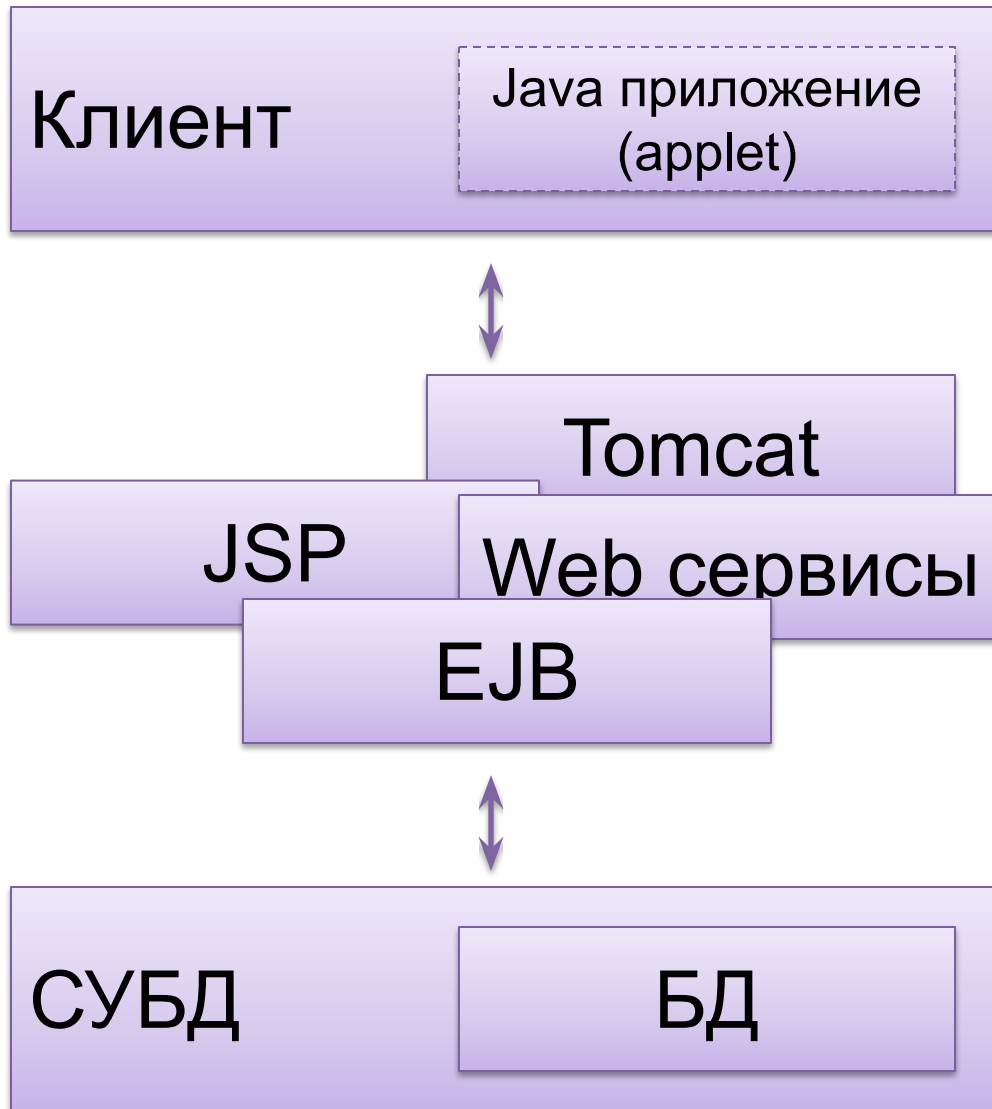 Клиент
Java приложение
(applet)
Tomcat
JSP
Web сервисы
EJB
СУБД
БД